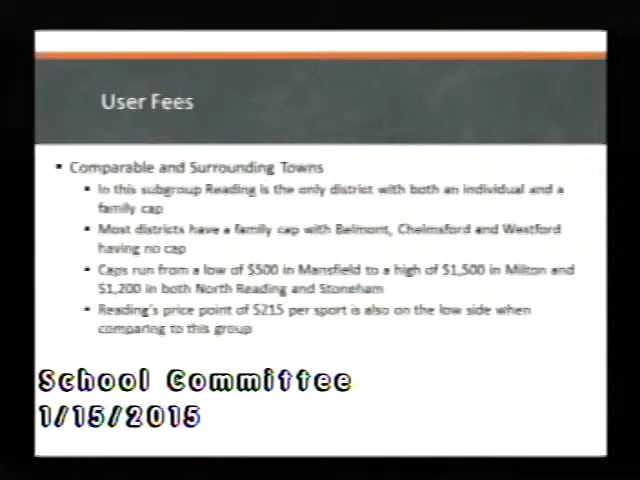 User Fees
▪ Comparable and Surrounding Towns
▪ In this subgroup Reading is the only district with both an individual and a
family cap
▪ Most districts have a family cap with Belmont, Chelmsford and Westford
having no cap
▪ Caps run from a low of $500 in Mansfield to a high of $1,500 in Milton and
$1,200 in both North Reading and Stoneham
▪ Reading's price point of $215 per sport is also on the low side when
comparing to this group
School Committee
1/15/2015